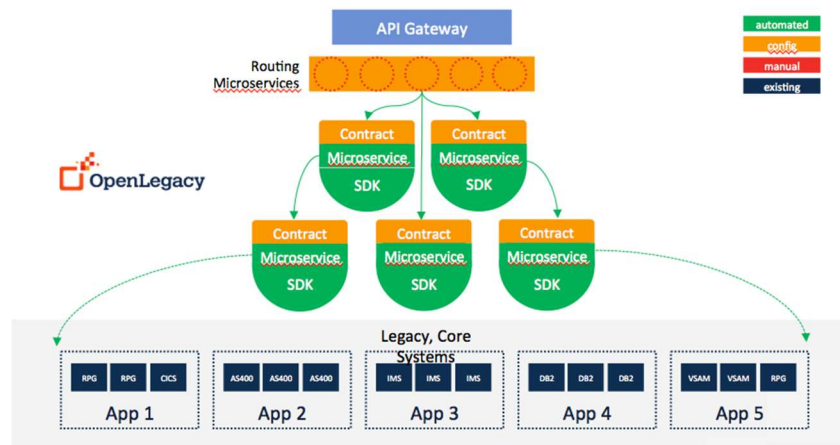 API Gateway
automated
config
manual
existing
Routing
Microservices
Contract
Microservice
SDK
Contract
Microservice
SDK
OpenLegacy
Contract
Microservice
SDK
Contract
Microservice
SDK
Contract
Microservice
SDK
Legacy, Core
Systems
RPG RPG CICS
App 1
AS400 AS400 AS400
App 2
IMS IMS IMS
App 3
DB2 DB2 DB2
App 4
VSAM VSAM RPG
App 5